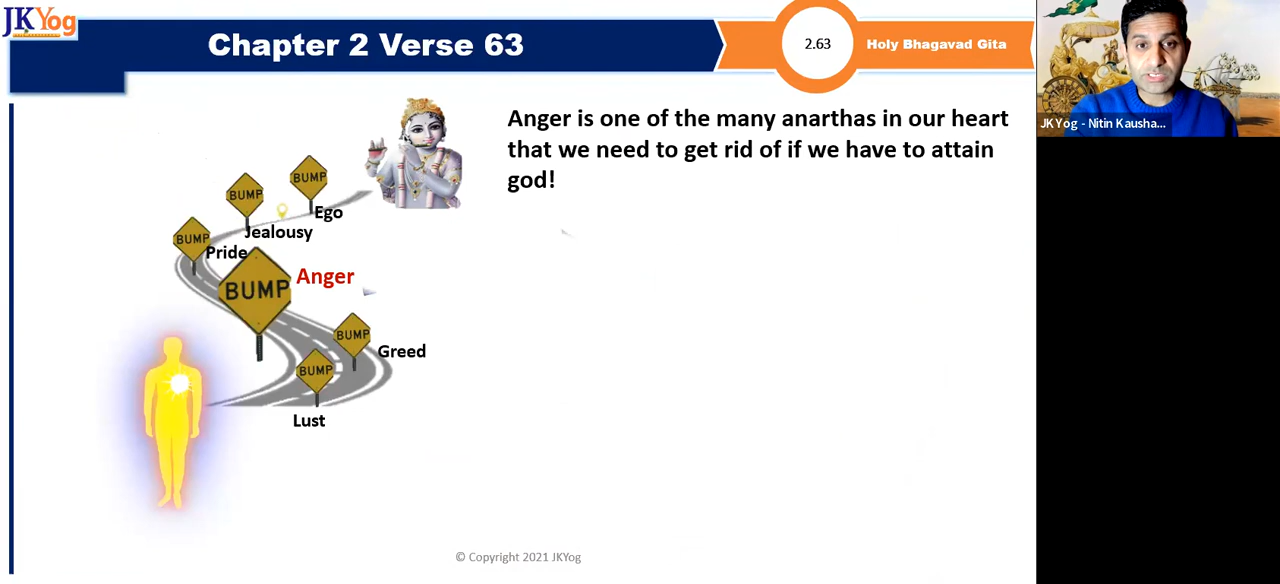 JKYog
Chapter 2 Verse 63
2.63
Holy Bhagavad Gita
JK Yog - Nitin Kausha...
Anger is one of the many anarthas in our heart
that we need to get rid of if we have to attain
god!
BUMP
Ego
BUMP
Jealousy
BUMP
Pride
BUMP
Anger
BUMP
Greed
BUMP
Lust
© Copyright 2021 JKYog